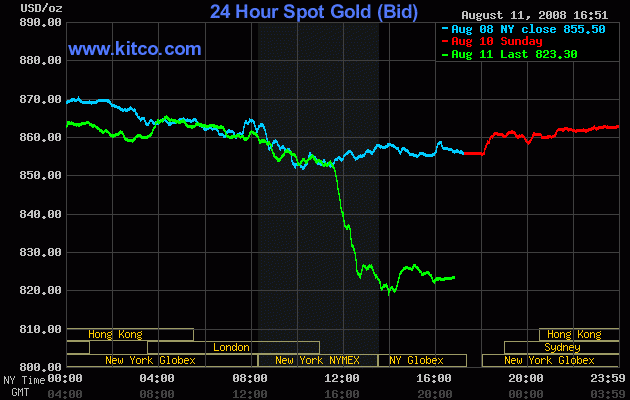 USD/oz 24 Hour Spot Gold (Bid) August 11, 2008 16:51
www.kitco.com
Aug 08 NY close 855.50
Aug 10 Sunday
Aug 11 Last 823.30
890.00
880.00
870.00
860.00
850.00
840.00
830.00
820.00
810.00
800.00
Hong Kong Hong Kong
London Sydney
New York Globex New York NYMEX NY Globex New York Globex
NY Time 00:00 04:00 08:00 12:00 16:00 20:00 23:59
GMT 04:00 08:00 12:00 16:00 20:00 00:00 03:59